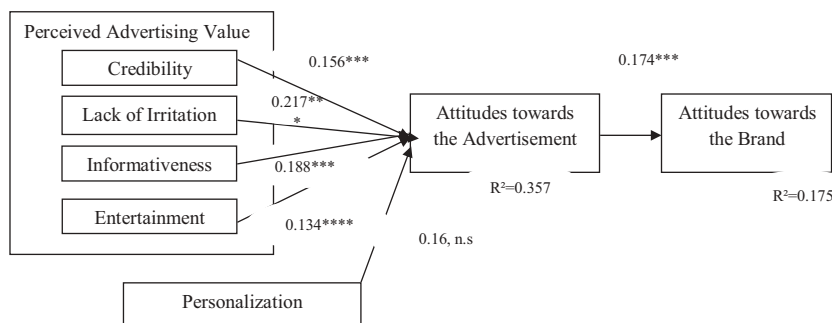 Perceived Advertising Value
Credibility
Lack of Irritation
Informativeness
Entertainment
Personalization
0.156***
0.217**
*
0.188***
0.134****
0.16, n.s
Attitudes towards
the Advertisement
R²=0.357
0.174***
Attitudes towards
the Brand
R²=0.175